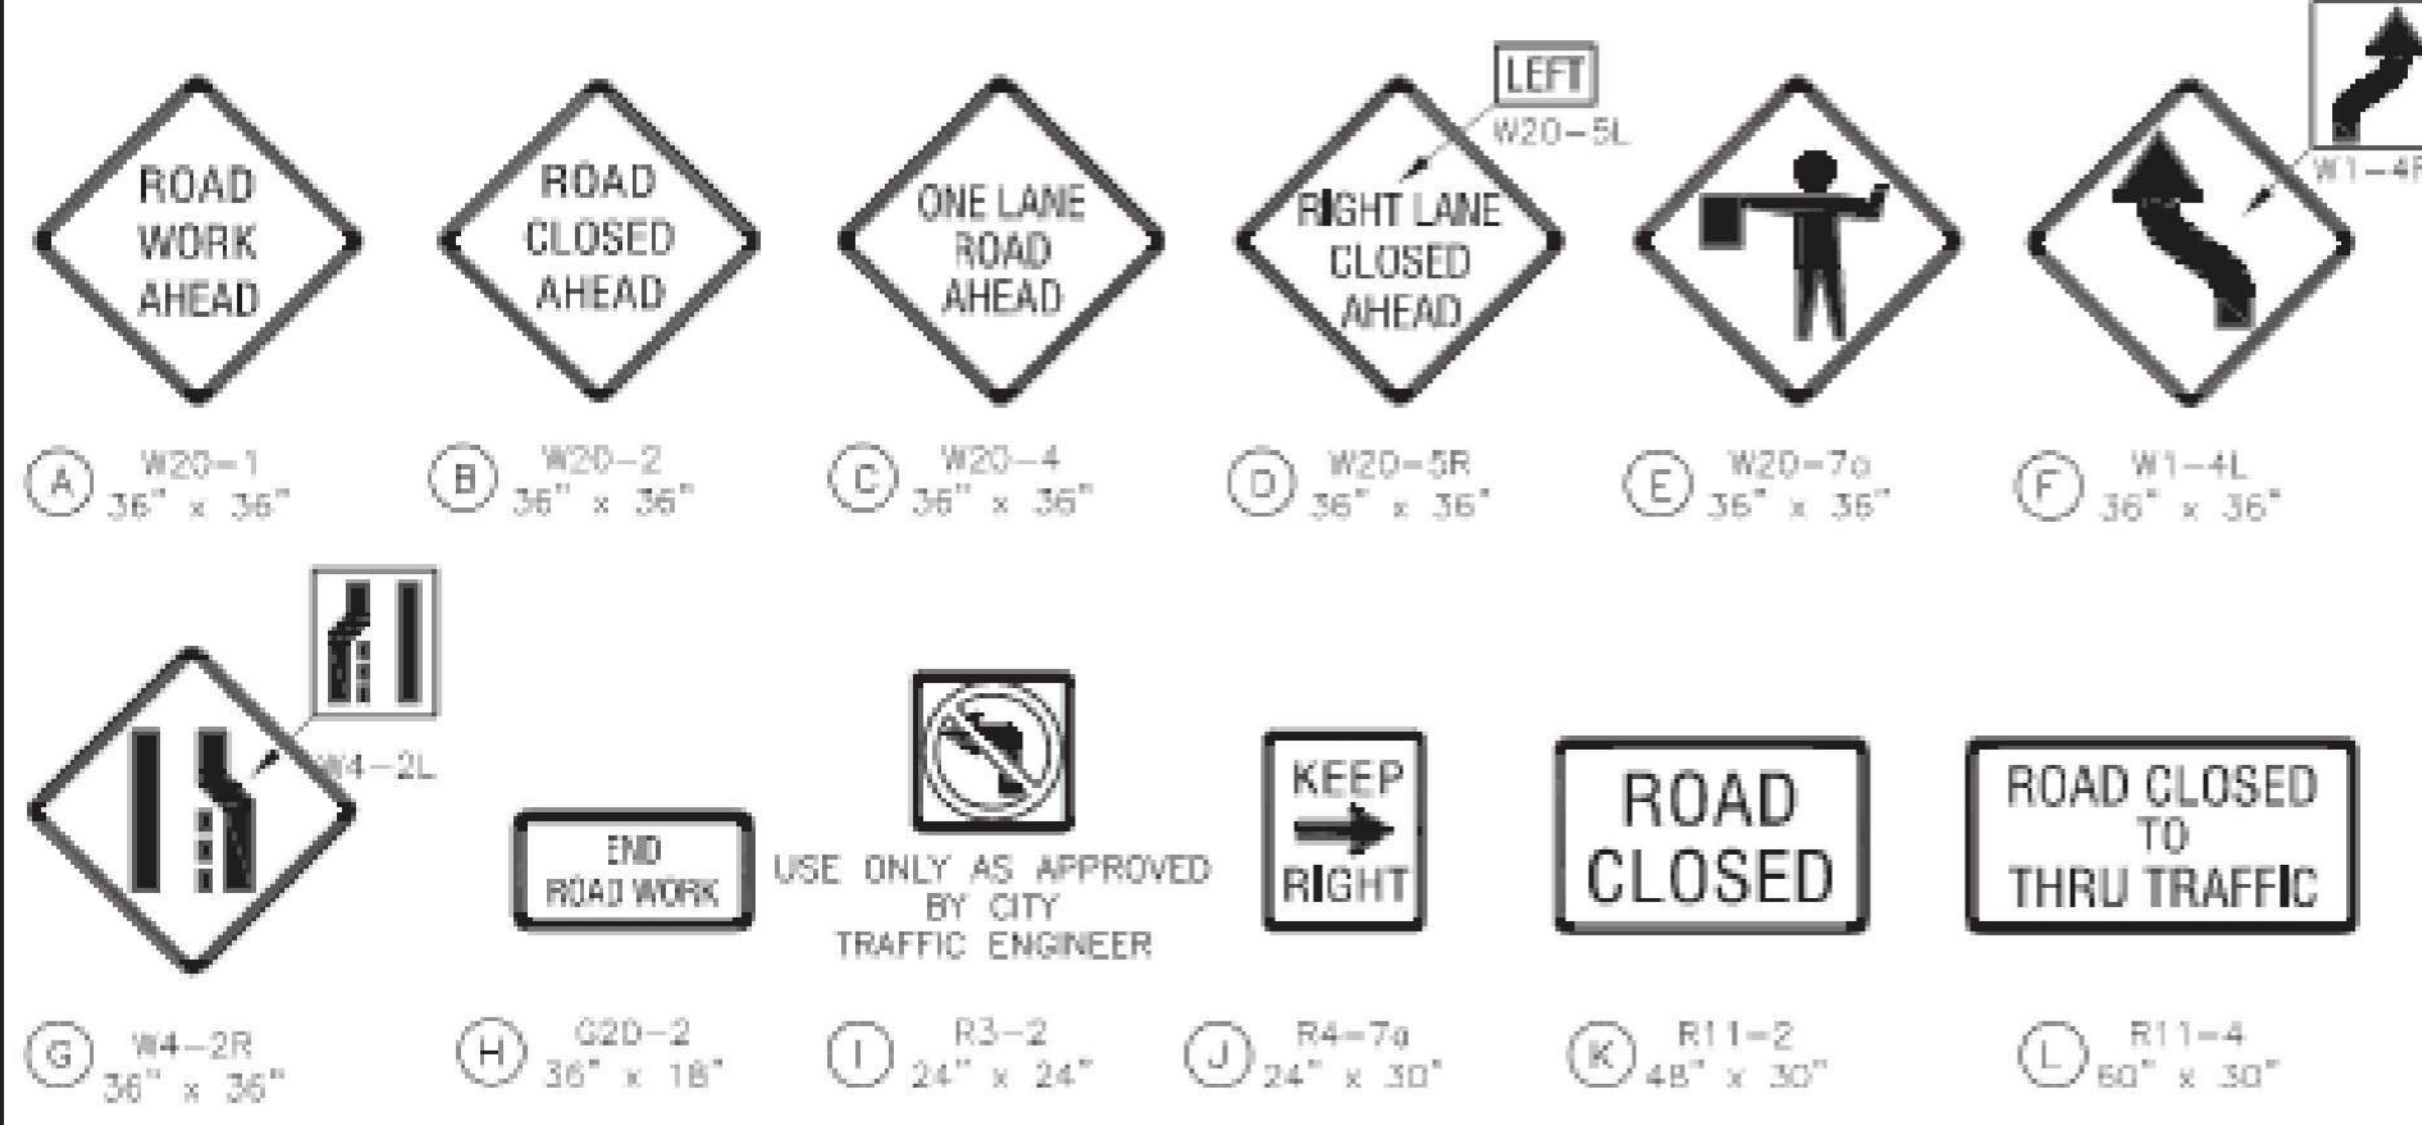 LEFT
W20-5L
ROAD
WORK
AHEAD
ROAD
CLOSED
AHEAD
ONE LANE
ROAD
AHEAD
RIGHT LANE
CLOSED
AHEAD
W1-4R
A
W20-1
36" x 36"
B
W20-2
36" x 36"
C
W20-4
36" x 36"
D
W20-5R
36" x 36"
E
W20-7a
36" x 36"
F
W1-4L
36" x 36"
W4-2L
END
ROAD WORK
USE ONLY AS APPROVED
BY CITY
TRAFFIC ENGINEER
KEEP
RIGHT
ROAD
CLOSED
ROAD CLOSED
TO
THRU TRAFFIC
G
W4-2R
36" x 36"
H
G20-2
36" x 18"
I
R3-2
24" x 24"
J
R4-7a
24" x 30"
K
R11-2
48" x 30"
L
R11-4
60" x 30"